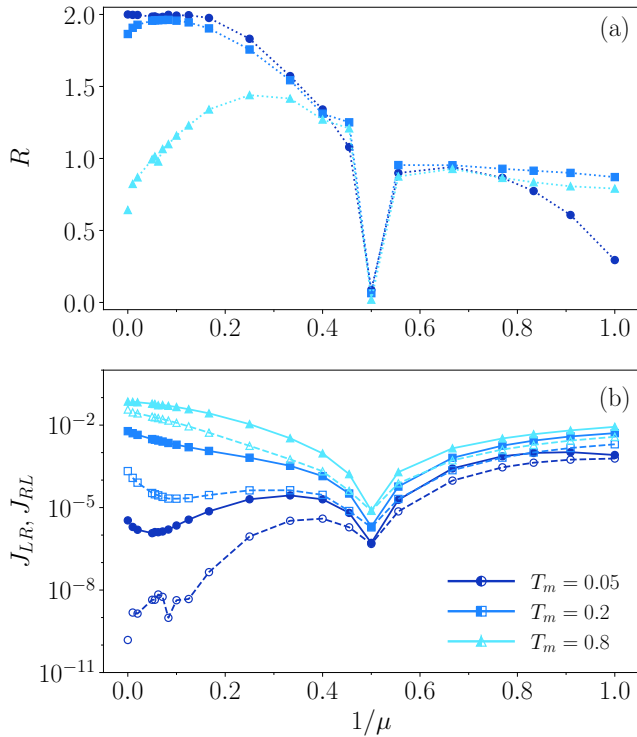 (a)
2.0
1.5
1.0
0.5
0.0
R
0.0 0.2 0.4 0.6 0.8 1.0
(b)
10⁻²
10⁻⁵
10⁻⁸
10⁻¹¹
J_{LR}, J_{RL}
T_m = 0.05
T_m = 0.2
T_m = 0.8
0.0 0.2 0.4 0.6 0.8 1.0
1/μ